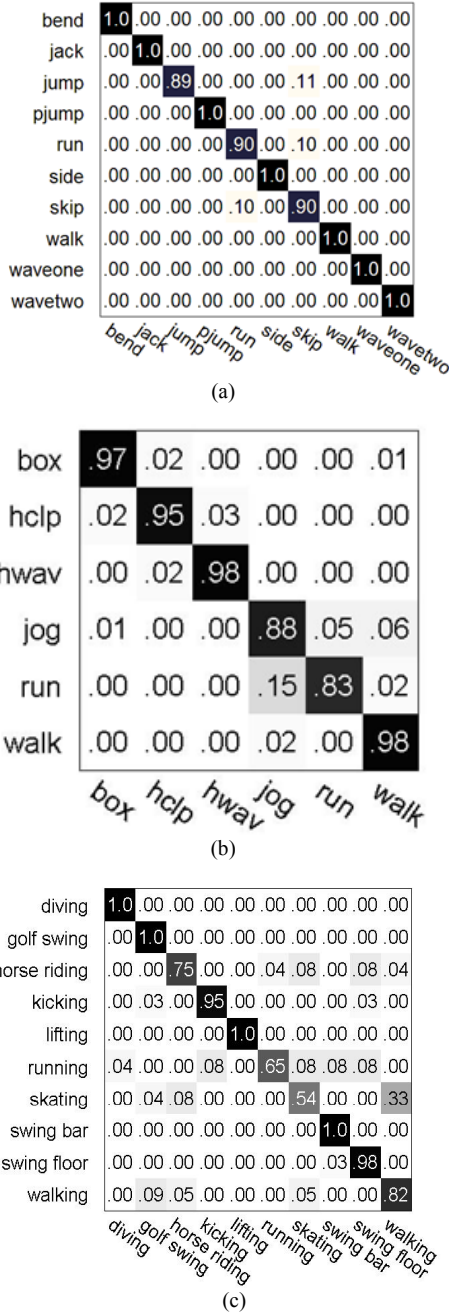 bend 1.0 .00 .00 .00 .00 .00 .00 .00 .00 .00
jack .00 1.0 .00 .00 .00 .00 .00 .00 .00 .00
jump .00 .00 .89 .00 .00 .00 .11 .00 .00 .00
pjump .00 .00 .00 1.0 .00 .00 .00 .00 .00 .00
run .00 .00 .00 .00 .90 .00 .10 .00 .00 .00
side .00 .00 .00 .00 .00 1.0 .00 .00 .00 .00
skip .00 .00 .00 .00 .10 .00 .90 .00 .00 .00
walk .00 .00 .00 .00 .00 .00 .00 1.0 .00 .00
waveone .00 .00 .00 .00 .00 .00 .00 .00 1.0 .00
wavetwo .00 .00 .00 .00 .00 .00 .00 .00 .00 1.0
bend jack jump pjump run side skip walk waveone wavetwo
(a)
box .97 .02 .00 .00 .00 .01
hclp .02 .95 .03 .00 .00 .00
hwav .00 .02 .98 .00 .00 .00
jog .01 .00 .00 .88 .05 .06
run .00 .00 .00 .15 .83 .02
walk .00 .00 .00 .02 .00 .98
box hclp hwav jog run walk
(b)
diving 1.0 .00 .00 .00 .00 .00 .00 .00 .00 .00
golf swing .00 1.0 .00 .00 .00 .00 .00 .00 .00 .00
horse riding .00 .00 .75 .00 .00 .04 .08 .00 .08 .04
kicking .00 .03 .00 .95 .00 .00 .00 .00 .03 .00
lifting .00 .00 .00 .00 1.0 .00 .00 .00 .00 .00
running .04 .00 .00 .08 .00 .65 .08 .08 .08 .00
skating .00 .04 .08 .00 .00 .00 .54 .00 .00 .33
swing bar .00 .00 .00 .00 .00 .00 .00 1.0 .00 .00
swing floor .00 .00 .00 .00 .00 .00 .00 .03 .98 .00
walking .00 .09 .05 .00 .00 .00 .05 .00 .00 .82
diving golf swing horse riding kicking lifting running skating swing bar swing floor walking
(c)